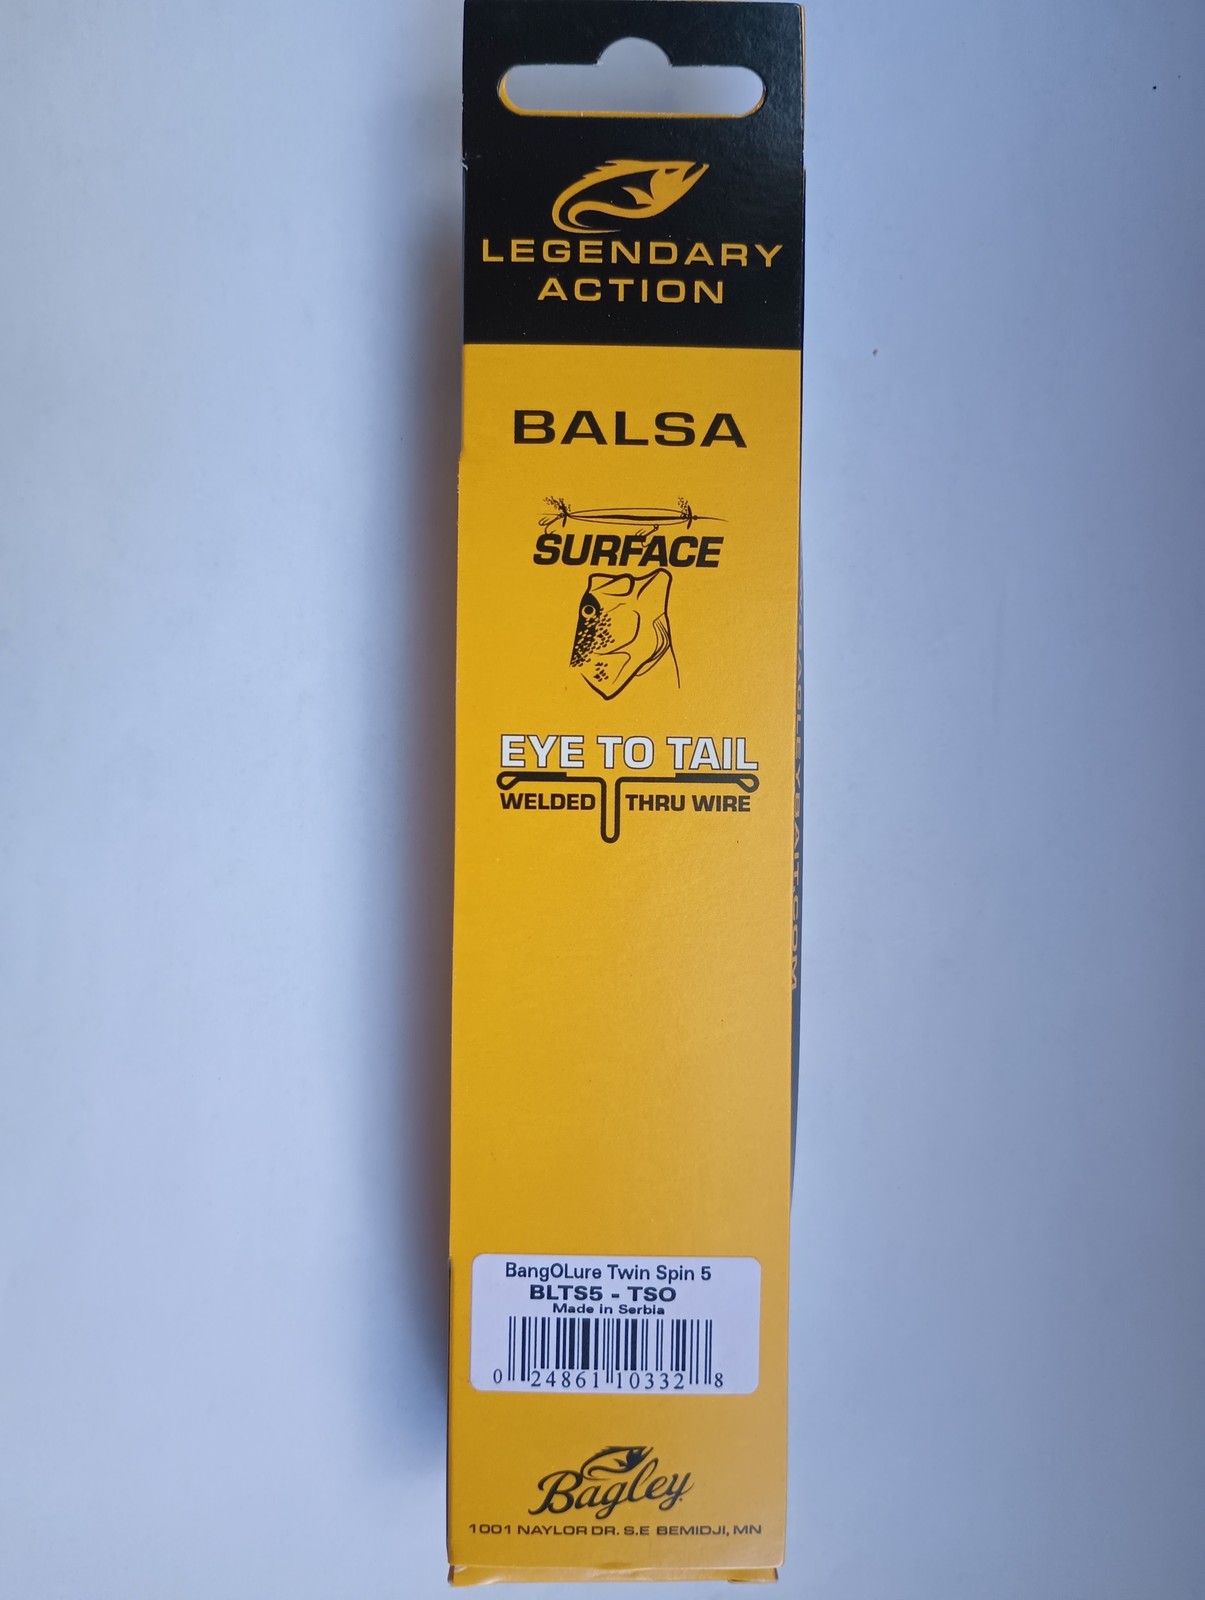 LEGENDARY
ACTION
BALSA
SURFACE
EYE TO TAIL
WELDED THRU WIRE
BangOLure Twin Spin 5
BLTS5 - TSO
Made in Serbia
0 24861 10332 8
Bagley
1001 NAYLOR DR. S.E BEMIDJI, MN